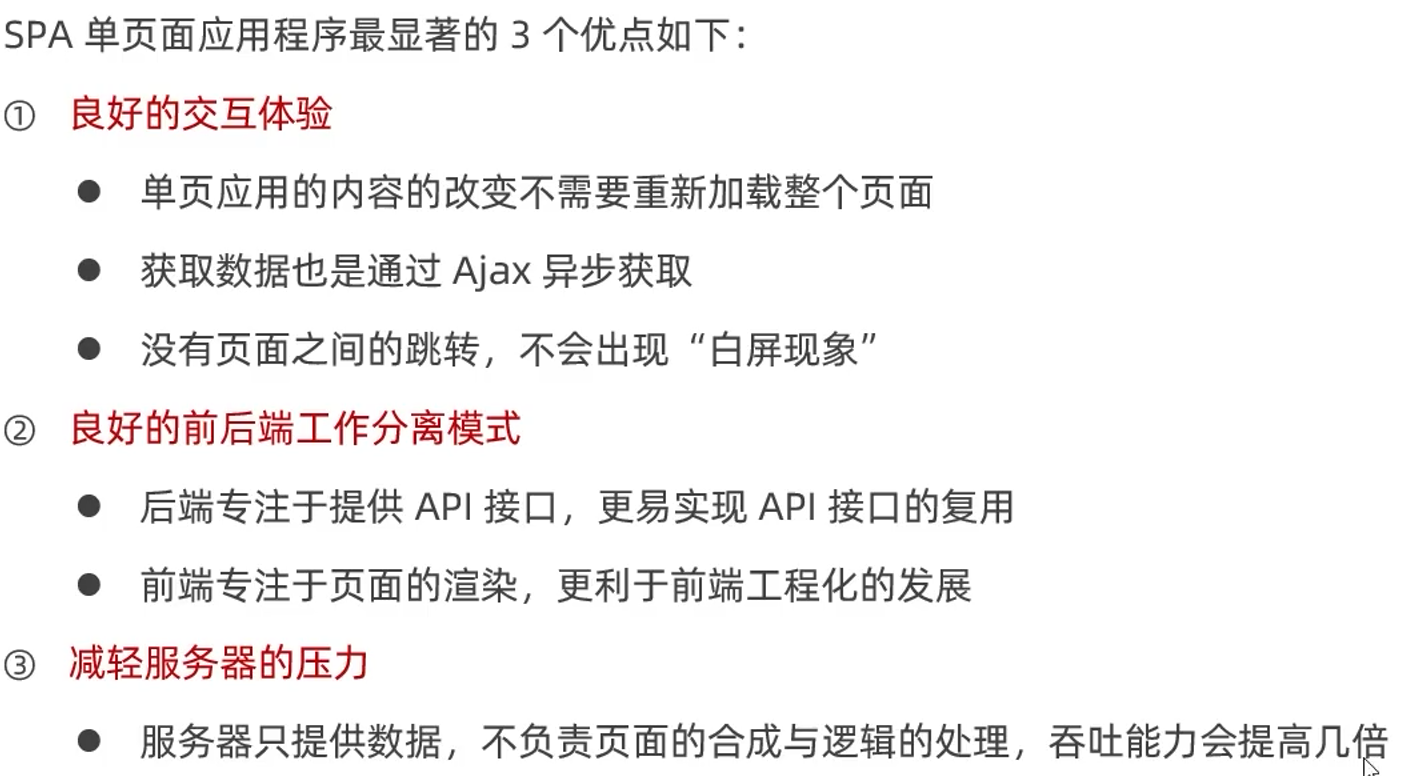 SPA 单页面应用程序最显著的 3 个优点如下：
① 良好的交互体验
● 单页应用的内容的改变不需要重新加载整个页面
● 获取数据也是通过 Ajax 异步获取
● 没有页面之间的跳转，不会出现“白屏现象”
② 良好的前后端工作分离模式
● 后端专注于提供 API 接口，更易实现 API 接口的复用
● 前端专注于页面的渲染，更利于前端工程化的发展
③ 减轻服务器的压力
● 服务器只提供数据，不负责页面的合成与逻辑的处理，吞吐能力会提高几倍